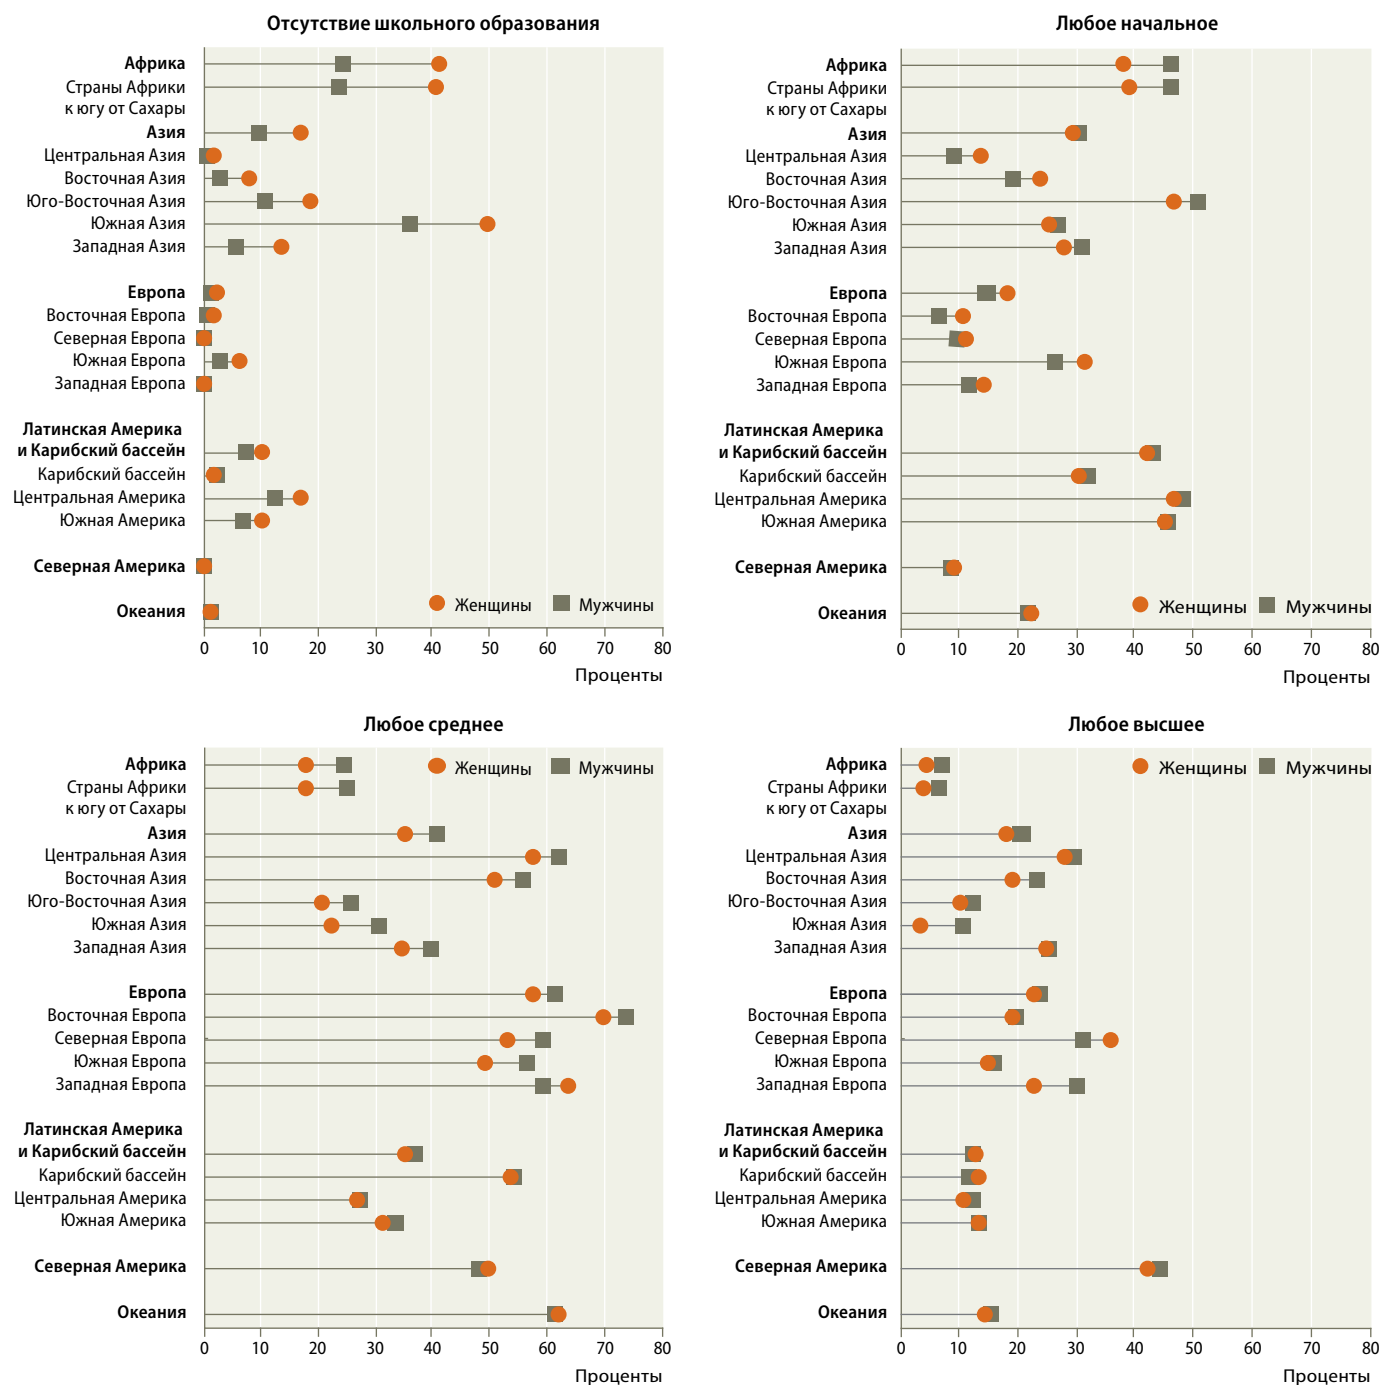 Отсутствие школьного образования
Африка
Страны Африки
к югу от Сахары
Азия
Центральная Азия
Восточная Азия
Юго-Восточная Азия
Южная Азия
Западная Азия
Европа
Восточная Европа
Северная Европа
Южная Европа
Западная Европа
Латинская Америка
и Карибский бассейн
Карибский бассейн
Центральная Америка
Южная Америка
Северная Америка
Океания
Женщины Мужчины
0 10 20 30 40 50 60 70 80
Проценты
Любое начальное
Африка
Страны Африки
к югу от Сахары
Азия
Центральная Азия
Восточная Азия
Юго-Восточная Азия
Южная Азия
Западная Азия
Европа
Восточная Европа
Северная Европа
Южная Европа
Западная Европа
Латинская Америка
и Карибский бассейн
Карибский бассейн
Центральная Америка
Южная Америка
Северная Америка
Океания
Женщины Мужчины
0 10 20 30 40 50 60 70 80
Проценты
Любое среднее
Женщины Мужчины
Африка
Страны Африки
к югу от Сахары
Азия
Центральная Азия
Восточная Азия
Юго-Восточная Азия
Южная Азия
Западная Азия
Европа
Восточная Европа
Северная Европа
Южная Европа
Западная Европа
Латинская Америка
и Карибский бассейн
Карибский бассейн
Центральная Америка
Южная Америка
Северная Америка
Океания
0 10 20 30 40 50 60 70 80
Проценты
Любое высшее
Женщины Мужчины
Африка
Страны Африки
к югу от Сахары
Азия
Центральная Азия
Восточная Азия
Юго-Восточная Азия
Южная Азия
Западная Азия
Европа
Восточная Европа
Северная Европа
Южная Европа
Западная Европа
Латинская Америка
и Карибский бассейн
Карибский бассейн
Центральная Америка
Южная Америка
Северная Америка
Океания
0 10 20 30 40 50 60 70 80
Проценты